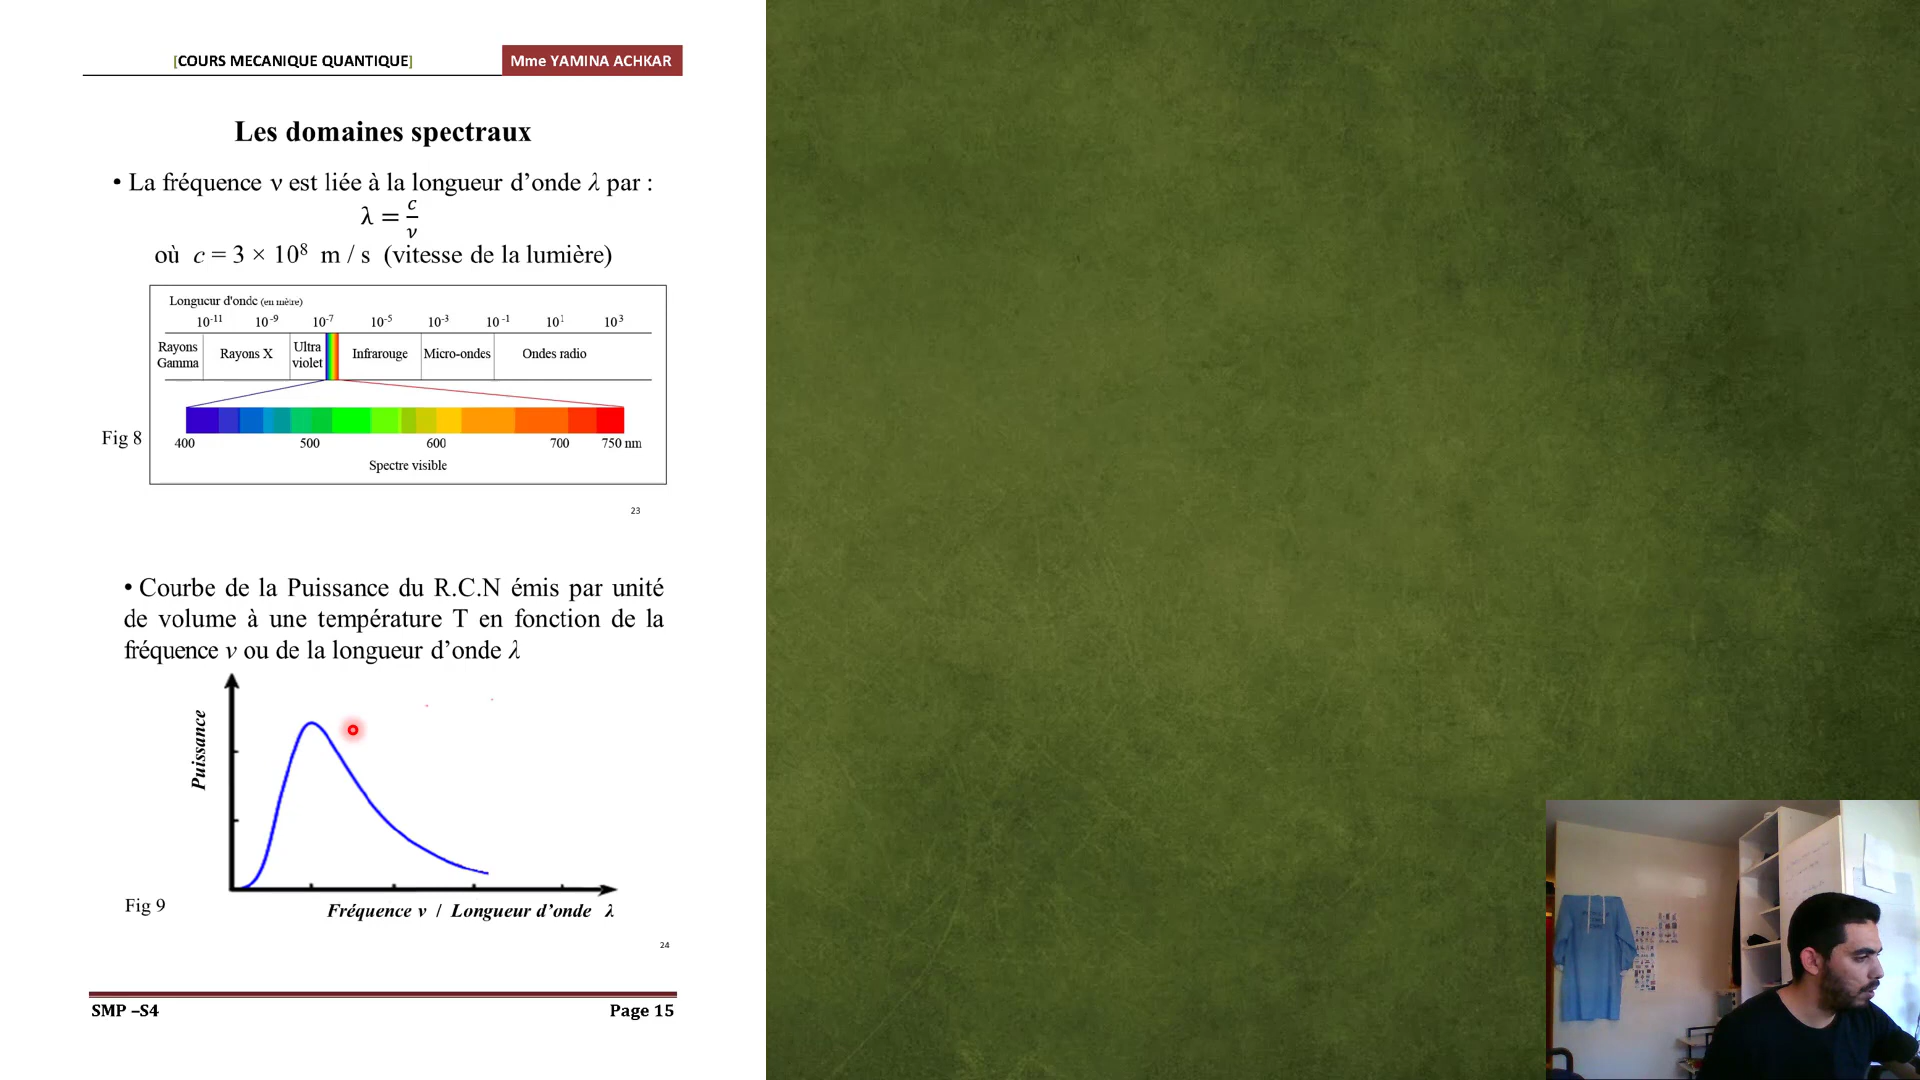 [COURS MECANIQUE QUANTIQUE] Mme YAMINA ACHKAR
Les domaines spectraux
• La fréquence ν est liée à la longueur d’onde λ par :
λ = c/ν
où c = 3 × 10⁸ m / s (vitesse de la lumière)
Longueur d'onde (en mètre)
10⁻¹¹ 10⁻⁹ 10⁻⁷ 10⁻⁵ 10⁻³ 10⁻¹ 10¹ 10³
Rayons Gamma Rayons X Ultra violet Infrarouge Micro-ondes Ondes radio
400 500 600 700 750 nm
Spectre visible
Fig 8
23
• Courbe de la Puissance du R.C.N émis par unité
de volume à une température T en fonction de la
fréquence ν ou de la longueur d’onde λ
Puissance
Fréquence ν / Longueur d’onde λ
Fig 9
24
SMP –S4 Page 15